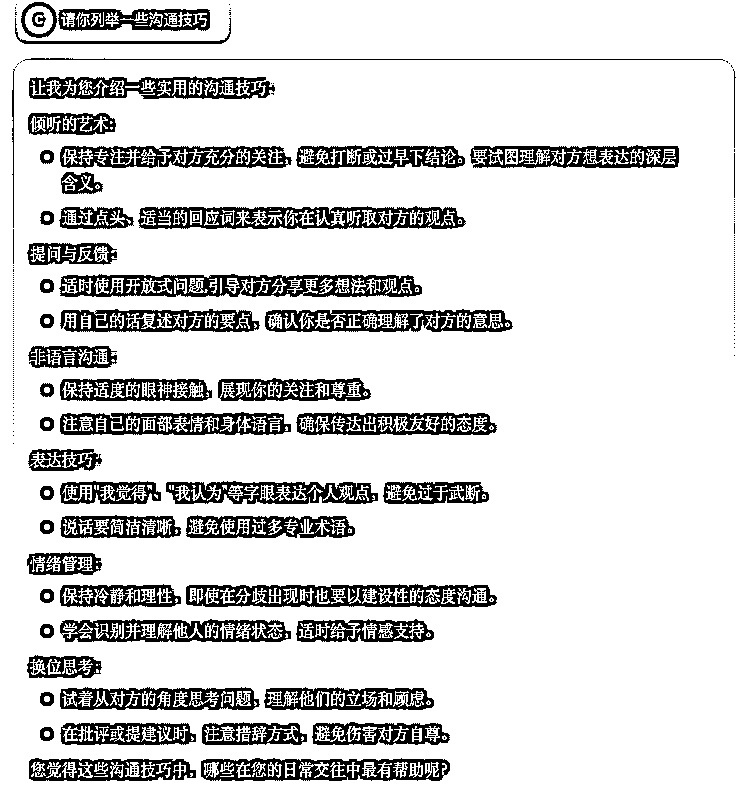 G 请你列举一些沟通技巧
让我为您介绍一些实用的沟通技巧:
倾听的艺术:
保持专注并给予对方充分的关注，避免打断或过早下结论。要试图理解对方想表达的深层
含义。
通过点头、适当的回应词来表示你在认真听取对方的观点。
提问与反馈:
适时使用开放式问题,引导对方分享更多想法和观点。
用自己的话复述对方的要点，确认你是否正确理解了对方的意思。
非语言沟通:
保持适度的眼神接触，展现你的关注和尊重。
注意自己的面部表情和身体语言，确保传达出积极友好的态度。
表达技巧:
使用"我觉得"、"我认为"等字眼表达个人观点，避免过于武断。
说话要简洁清晰，避免使用过多专业术语。
情绪管理:
保持冷静和理性，即使在分歧出现时也要以建设性的态度沟通。
学会识别并理解他人的情绪状态，适时给予情感支持。
换位思考:
试着从对方的角度思考问题，理解他们的立场和顾虑。
在批评或提建议时，注意措辞方式，避免伤害对方自尊。
您觉得这些沟通技巧中，哪些在您的日常交往中最有帮助呢?